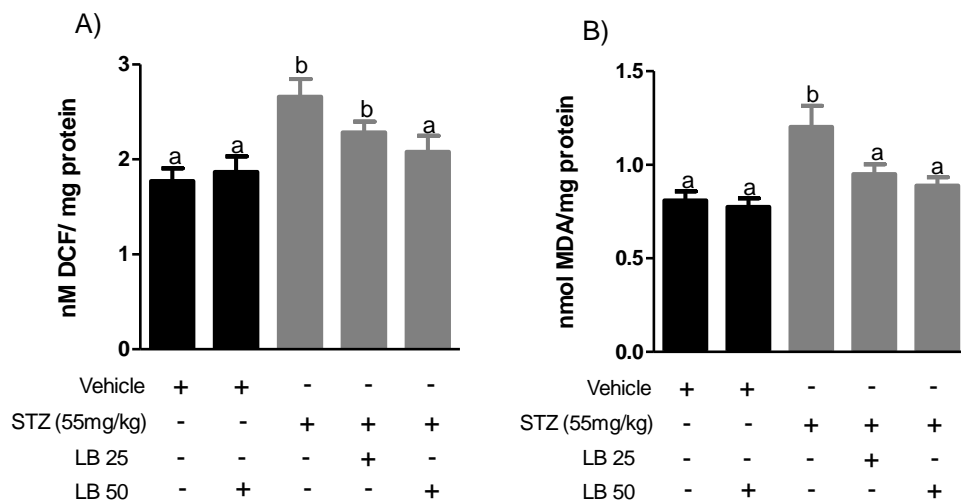 A)
nM DCF/ mg protein
3
2
1
0
a
a
b
b
a
Vehicle + + - - -
STZ (55mg/kg) - - + + +
LB 25 - - - + -
LB 50 - + - - +
B)
nmol MDA/mg protein
1.5
1.0
0.5
0.0
a
a
b
a
a
Vehicle + + - - -
STZ (55mg/kg) - - + + +
LB 25 - - - + -
LB 50 - + - - +